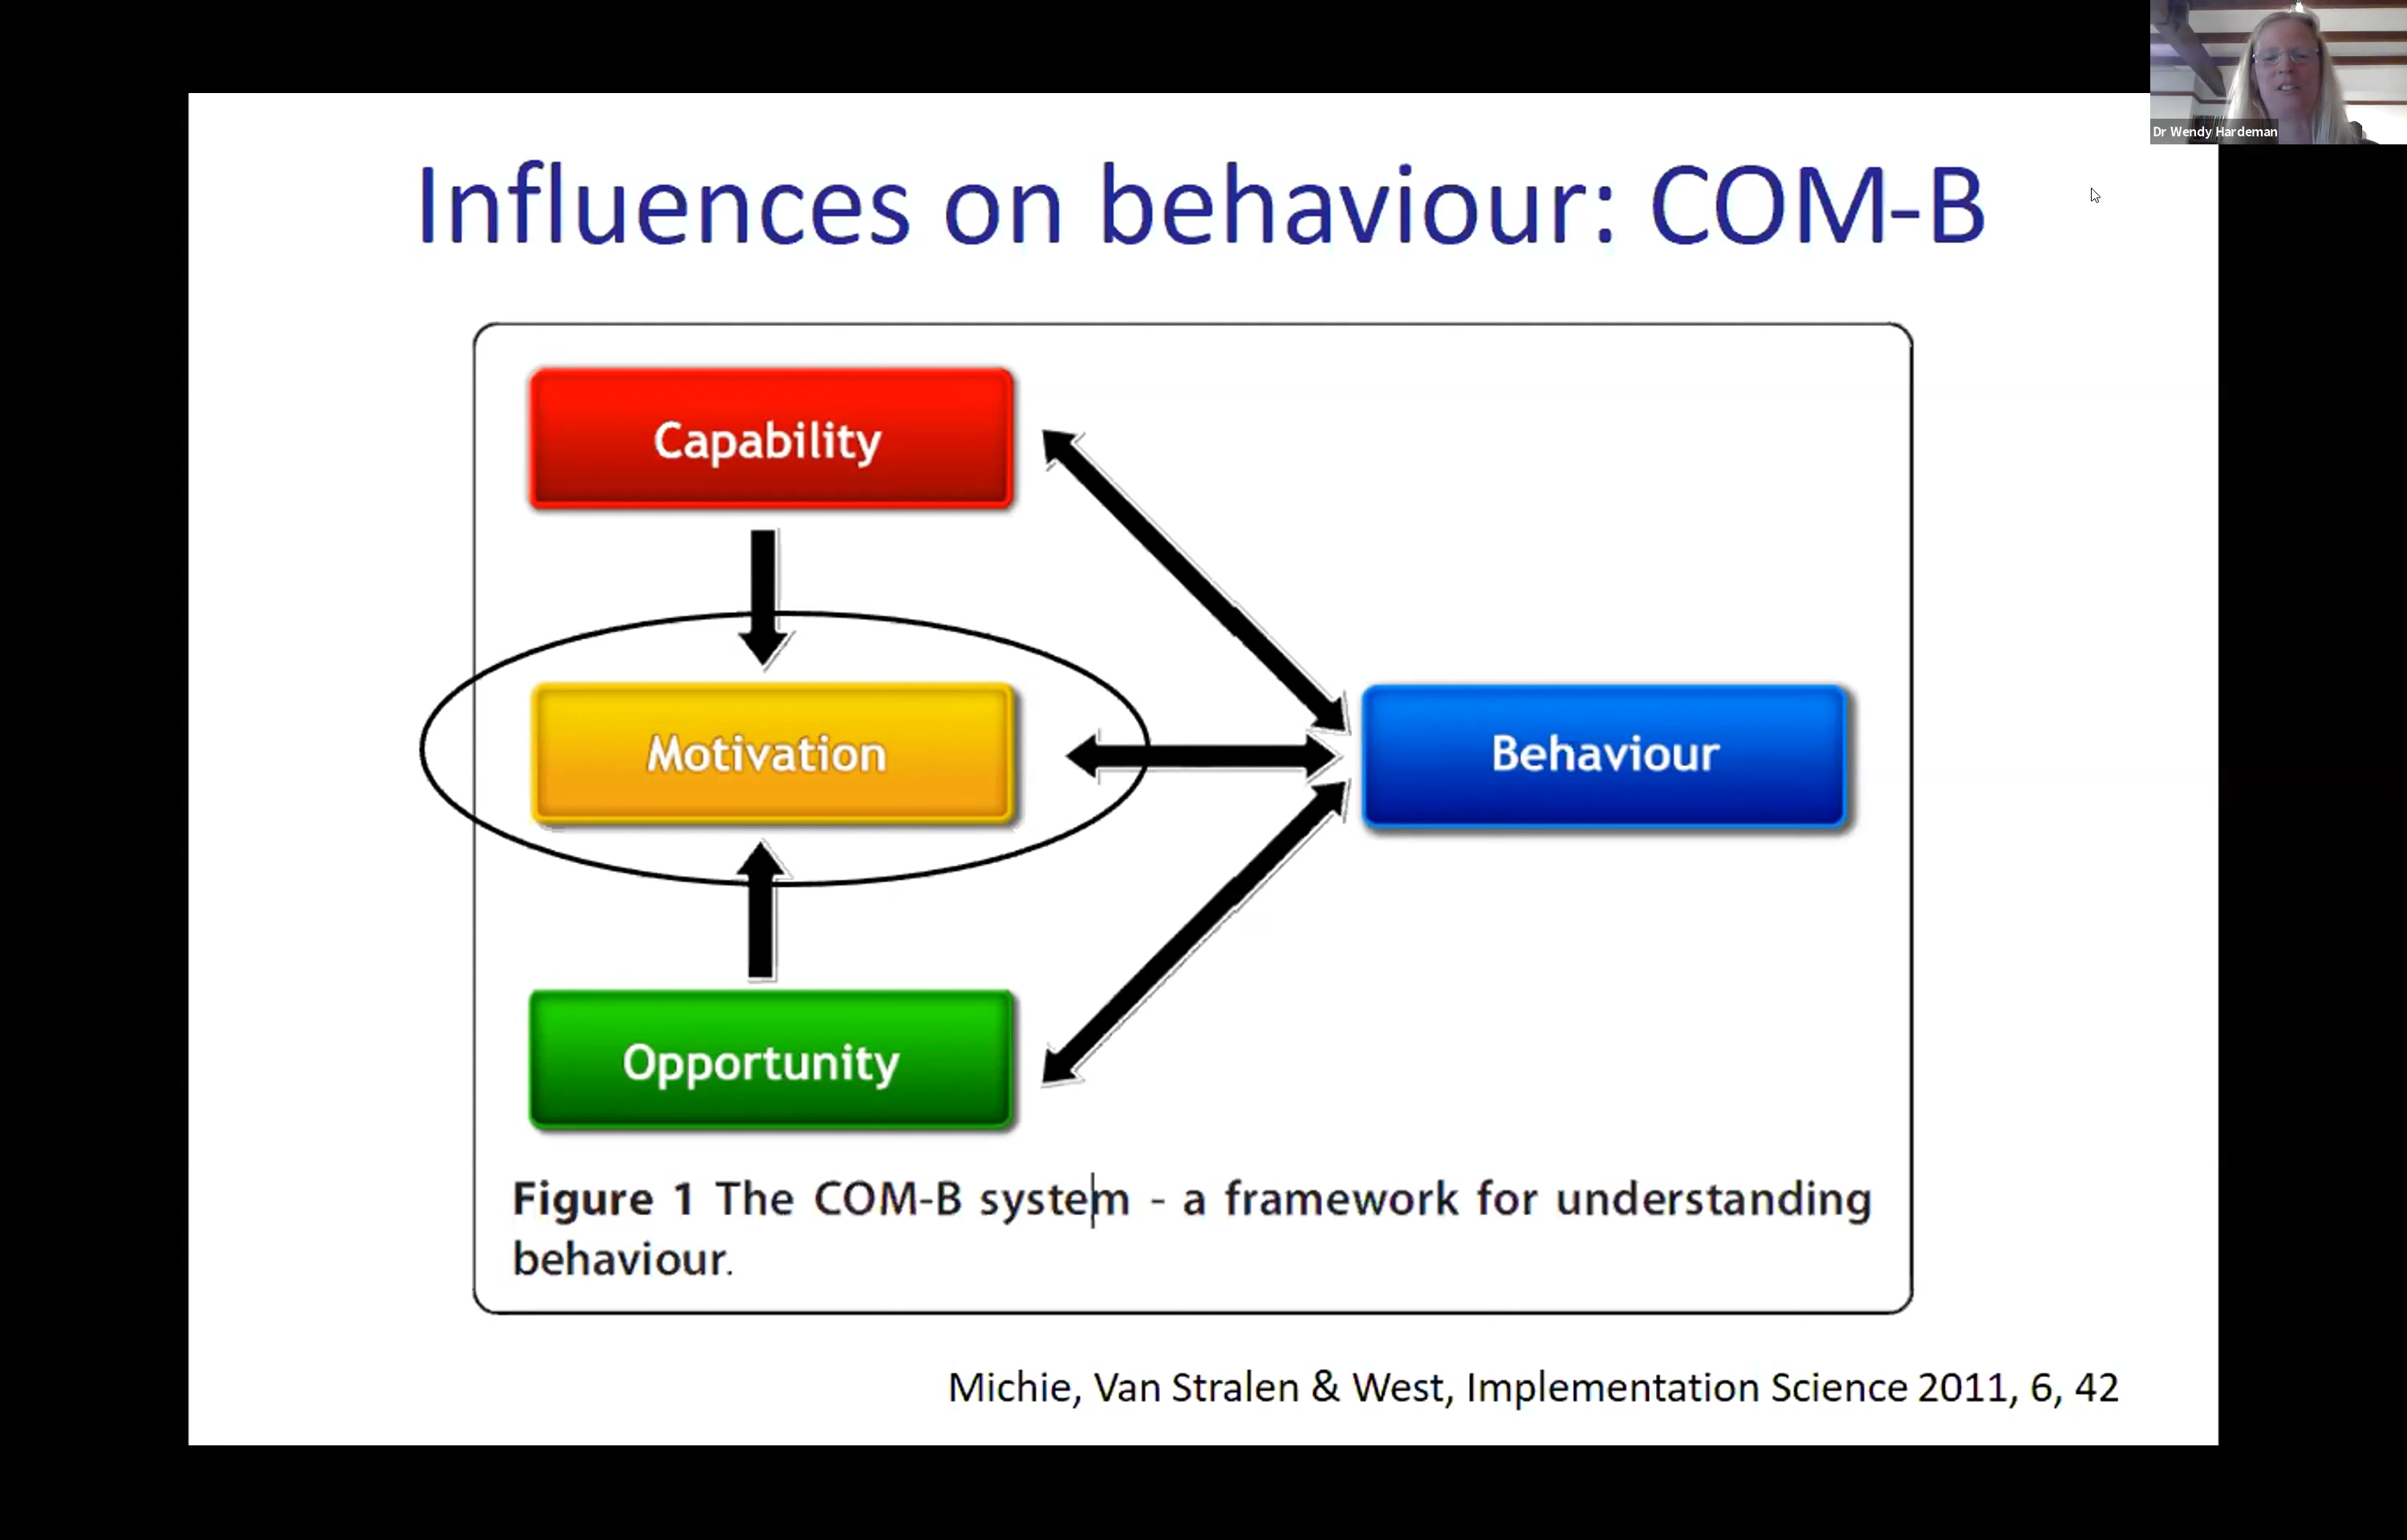 Dr Wendy Hardeman
Influences on behaviour: COM-B
Capability
Motivation
Behaviour
Opportunity
Figure 1 The COM-B system - a framework for understanding
behaviour.
Michie, Van Stralen & West, Implementation Science 2011, 6, 42